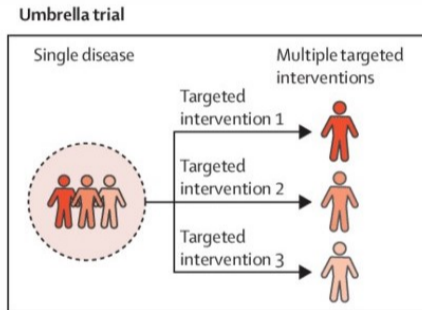 Umbrella trial
Single disease
Multiple targeted
interventions
Targeted
intervention 1
Targeted
intervention 2
Targeted
intervention 3